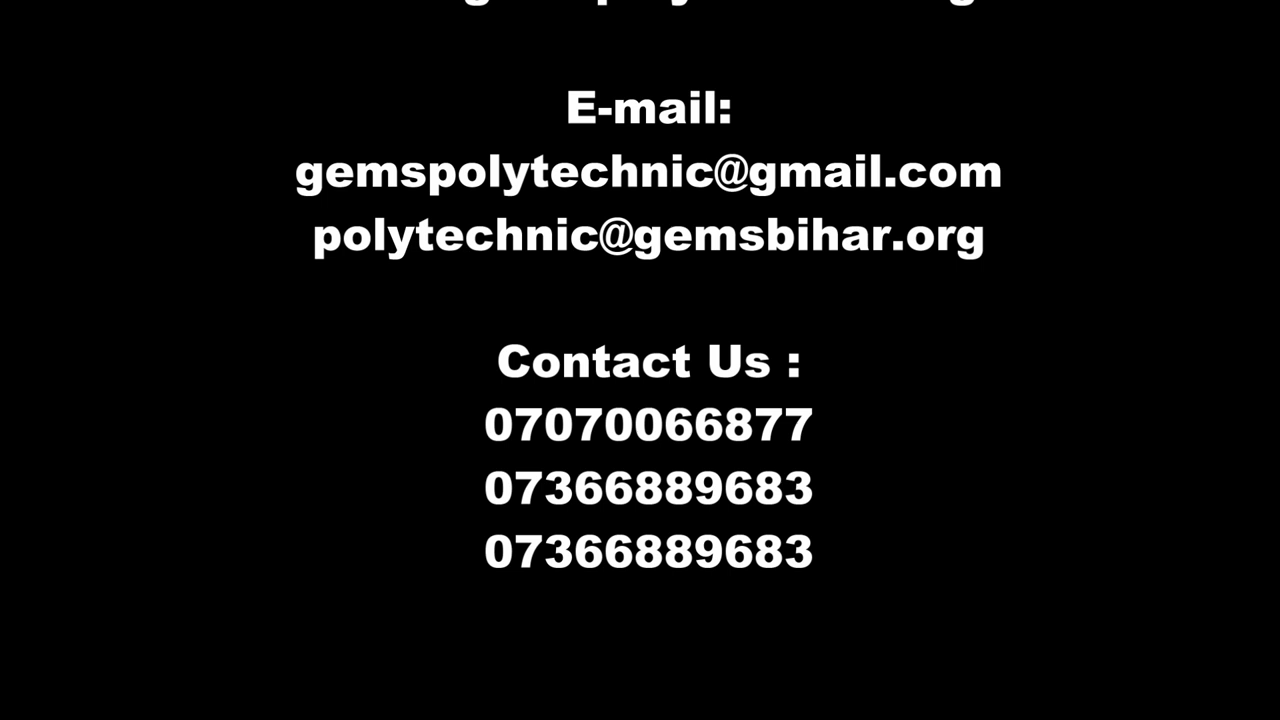 E-mail:
gemspolytechnic@gmail.com
polytechnic@gemsbihar.org
Contact Us :
07070066877
07366889683
07366889683